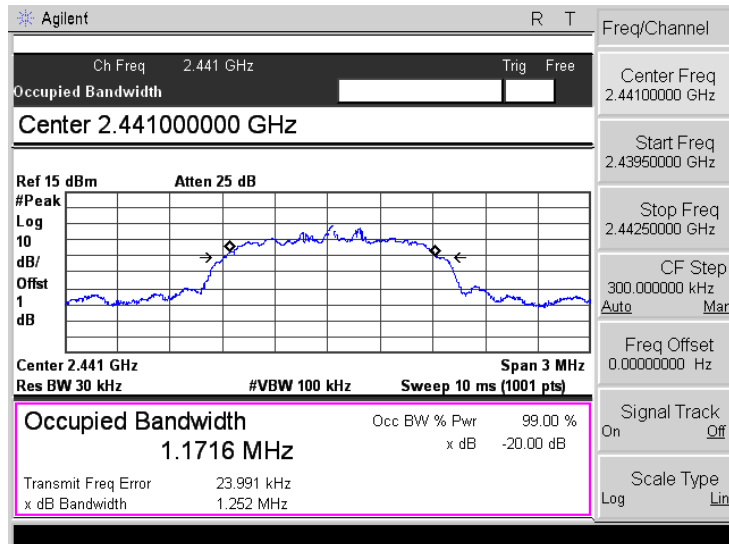 Agilent R T
Freq/Channel
Ch Freq 2.441 GHz Trig Free
Occupied Bandwidth
Center 2.441000000 GHz
Ref 15 dBm Atten 25 dB
#Peak
Log
10
dB/
Offst
1
dB
Center 2.441 GHz Span 3 MHz
Res BW 30 kHz #VBW 100 kHz Sweep 10 ms (1001 pts)
Occupied Bandwidth
1.1716 MHz
Occ BW % Pwr 99.00 %
x dB -20.00 dB
Transmit Freq Error 23.991 kHz
x dB Bandwidth 1.252 MHz
Center Freq
2.44100000 GHz
Start Freq
2.43950000 GHz
Stop Freq
2.44250000 GHz
CF Step
300.000000 kHz
Auto Man
Freq Offset
0.00000000 Hz
Signal Track
On Off
Scale Type
Log Lin